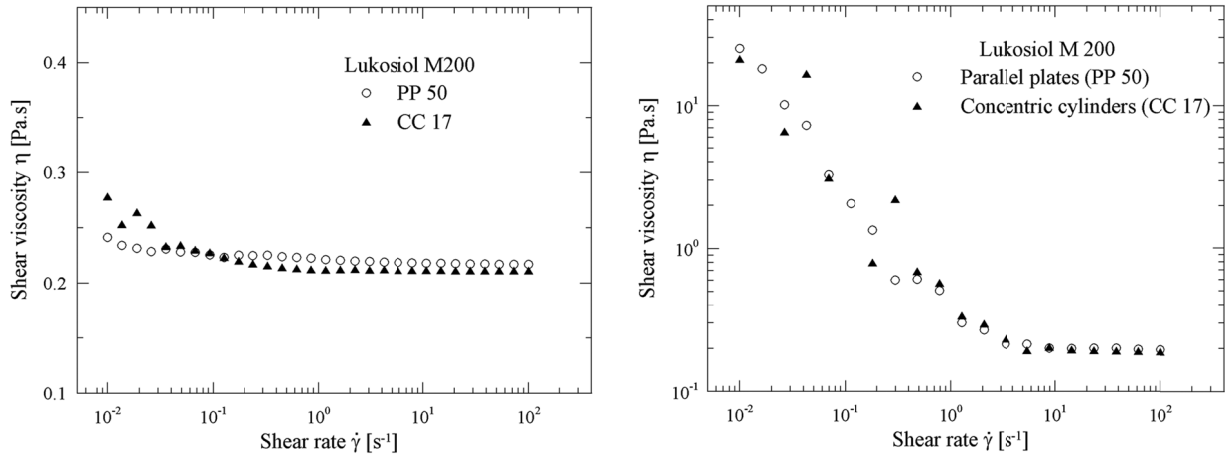 0.4
0.3
0.2
0.1
Shear viscosity η [Pa.s]
Lukosiol M200
PP 50
CC 17
10⁻²
10⁻¹
10⁰
10¹
10²
Shear rate γ̇ [s⁻¹]
10¹
10⁰
10⁻¹
Shear viscosity η [Pa.s]
Lukosiol M 200
Parallel plates (PP 50)
Concentric cylinders (CC 17)
10⁻²
10⁻¹
10⁰
10¹
10²
Shear rate γ̇ [s⁻¹]